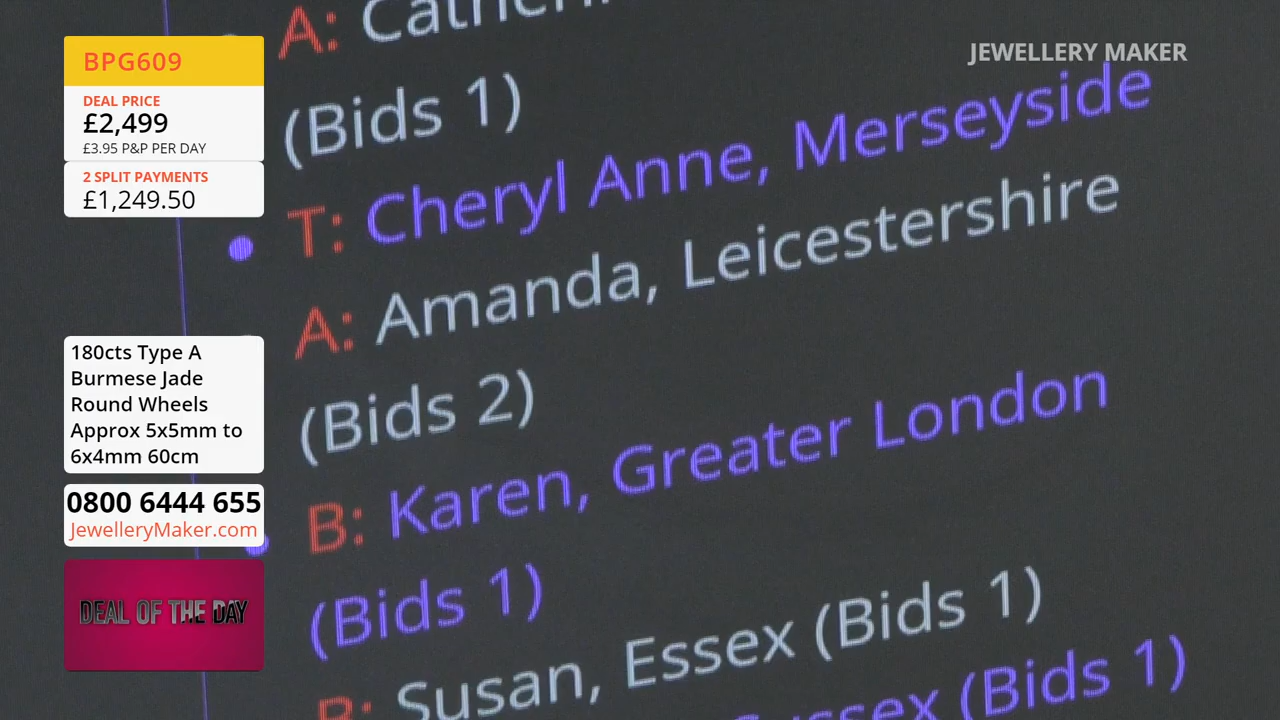 BPG609
DEAL PRICE
£2,499
£3.95 P&P PER DAY
2 SPLIT PAYMENTS
£1,249.50
180cts Type A
Burmese Jade
Round Wheels
Approx 5x5mm to
6x4mm 60cm
0800 6444 655
JewelleryMaker.com
DEAL OF THE DAY
JEWELLERY MAKER
A:
(Bids 1)
T: Cheryl Anne, Merseyside
A: Amanda, Leicestershire
(Bids 2)
B: Karen, Greater London
(Bids 1)
B: Susan, Essex (Bids 1)
(Bids 1)